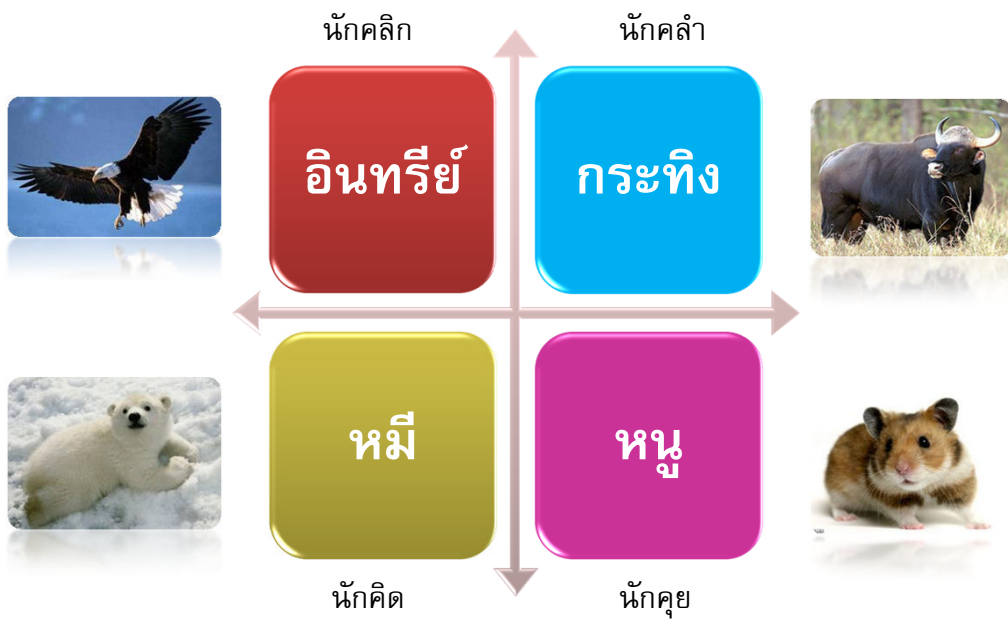 นักคลิก
นักคลำ
อินทรีย์
กระทิง
หมี
หนู
นักคิด
นักคุย